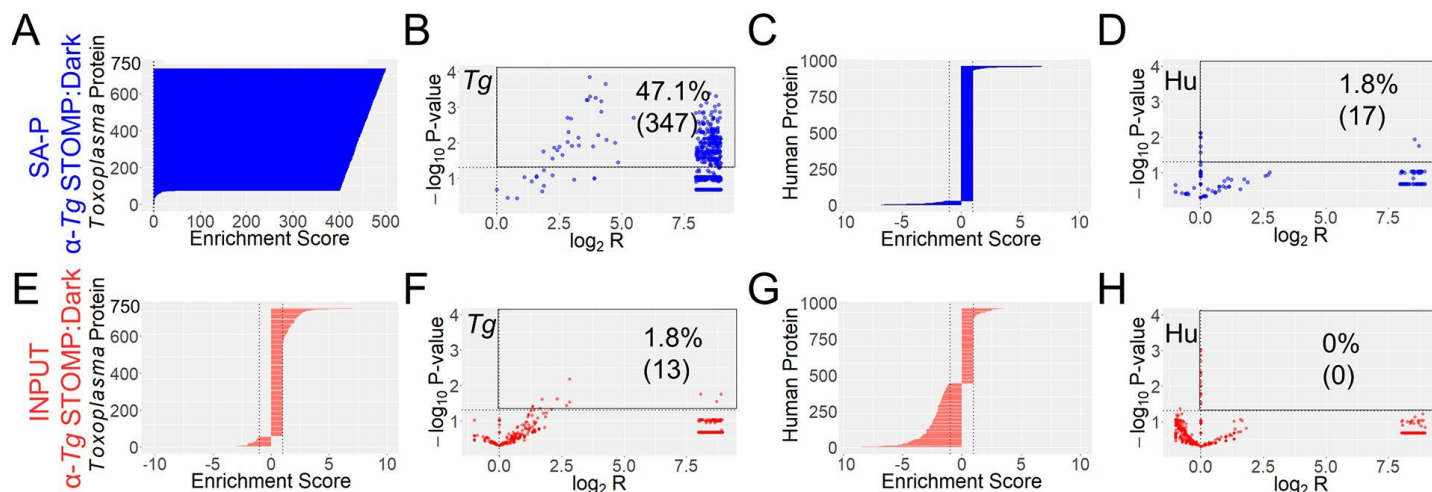 A
SA-P
α-Tg STOMP:Dark
Toxoplasma Protein
750
600
400
200
0
0
100
200
300
400
500
Enrichment Score
B
− log10 P-value
4
3
2
1
Tg
47.1%
(347)
0
2.5
5.0
7.5
log2 R
C
Human Protein
1000
750
500
250
0
10
-5
0
5
10
Enrichment Score
D
− log10 P-value
4
3
2
1
Hu
1.8%
(17)
0.0
2.5
5.0
7.5
log2 R
E
INPUT
α-Tg STOMP:Dark
Toxoplasma Protein
750
600
400
200
0
-10
-5
0
5
10
Enrichment Score
F
− log10 P-value
4
3
2
1
Tg
1.8%
(13)
0
2.5
5.0
7.5
log2 R
G
Human Protein
1000
750
500
250
0
10
-5
0
5
10
Enrichment Score
H
− log10 P-value
4
3
2
1
Hu
0%
(0)
0.0
2.5
5.0
7.5
log2 R